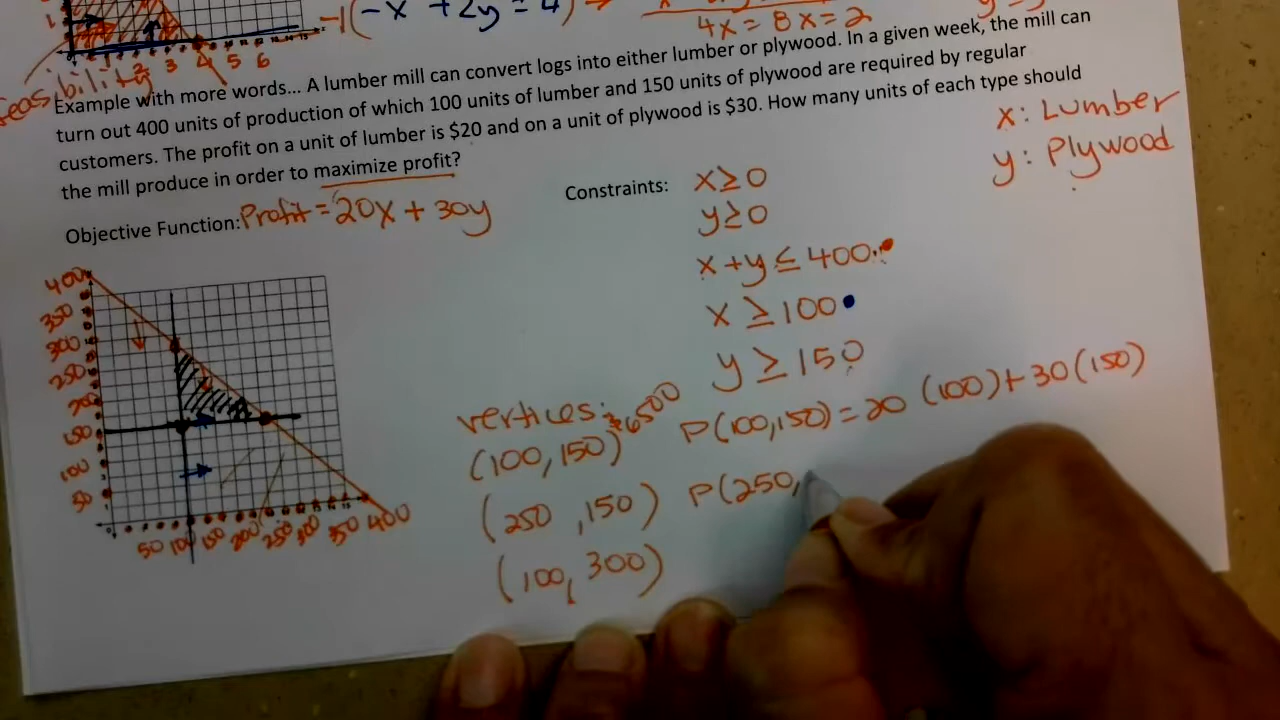 -1(-x +2y = 4)
4x = 8 x = 2
3 4 5 6
Feasibility
Example with more words... A lumber mill can convert logs into either lumber or plywood. In a given week, the mill can
turn out 400 units of production of which 100 units of lumber and 150 units of plywood are required by regular
customers. The profit on a unit of lumber is $20 and on a unit of plywood is $30. How many units of each type should
the mill produce in order to maximize profit?
x: Lumber
y: Plywood
Objective Function: Profit = 20x + 30y
Constraints: x ≥ 0
y ≥ 0
x + y ≤ 400
x ≥ 100
y ≥ 150
400
350
300
250
200
150
100
50
50 100 150 200 250 300 350 400
vertices:
(100, 150) $6500 P(100,150) = 20 (100) + 30 (150)
(250, 150) P(250,
(100, 300)